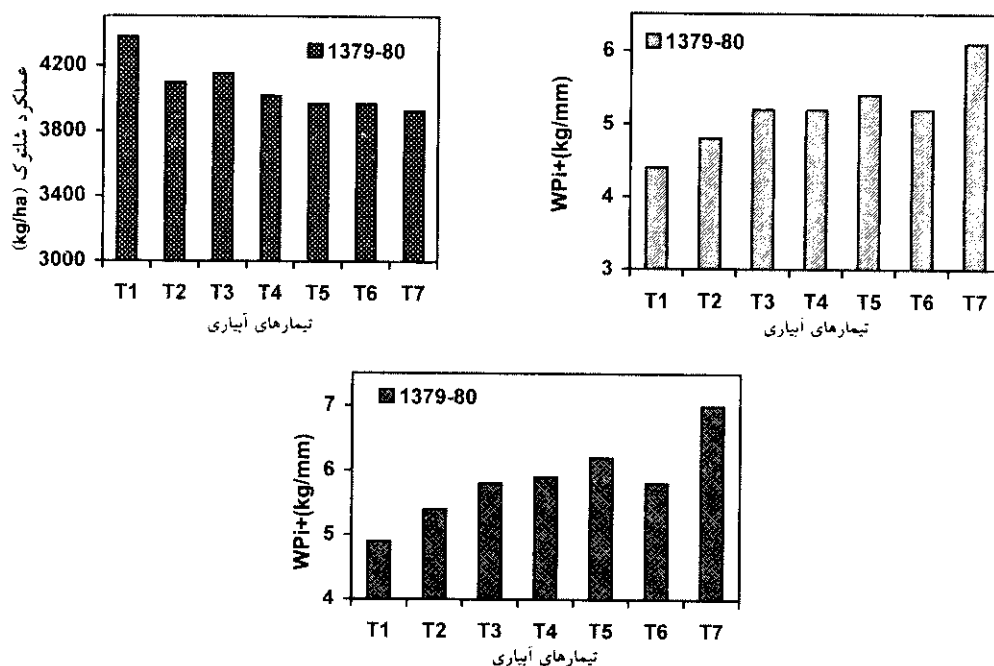 عملکرد شلتوک (kg/ha)
4200
3800
3400
3000
1379-80
T1 T2 T3 T4 T5 T6 T7
تیمارهای آبیاری
WPi+(kg/mm)
6
5
4
3
1379-80
T1 T2 T3 T4 T5 T6 T7
تیمارهای آبیاری
WPi+(kg/mm)
7
6
5
4
1379-80
T1 T2 T3 T4 T5 T6 T7
تیمارهای آبیاری